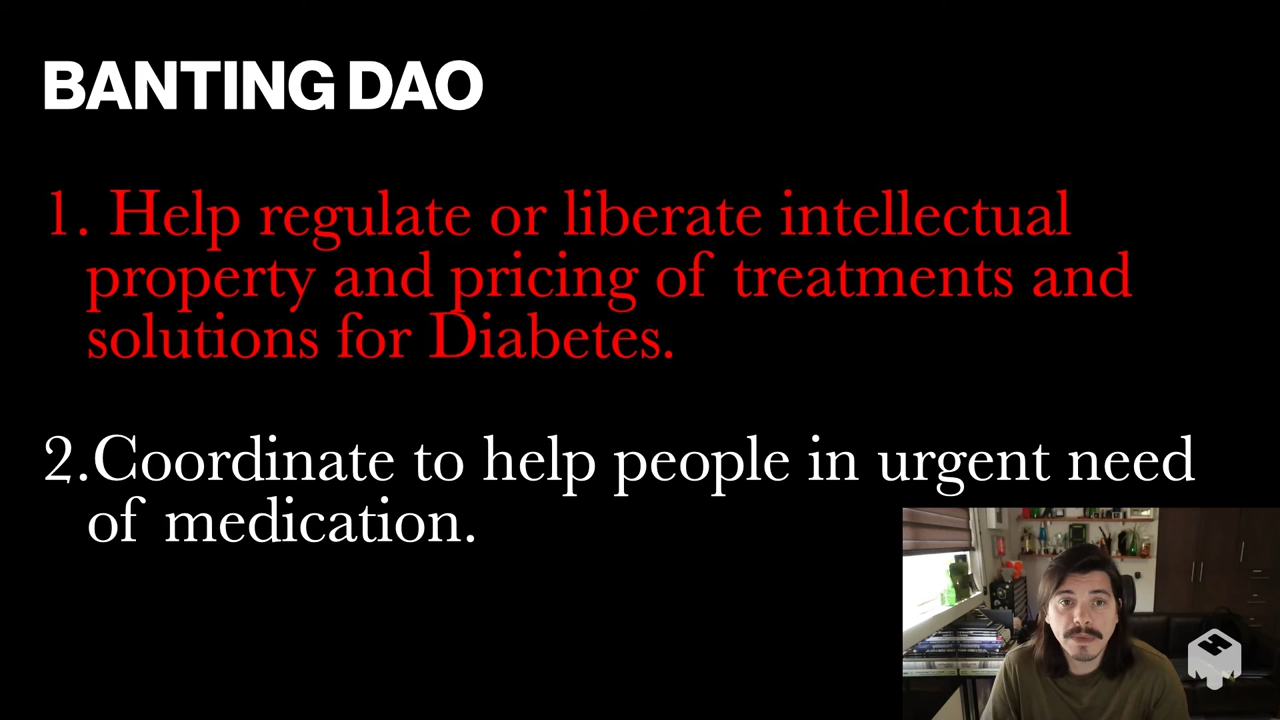 BANTING DAO
1. Help regulate or liberate intellectual
property and pricing of treatments and
solutions for Diabetes.
2.Coordinate to help people in urgent need
of medication.